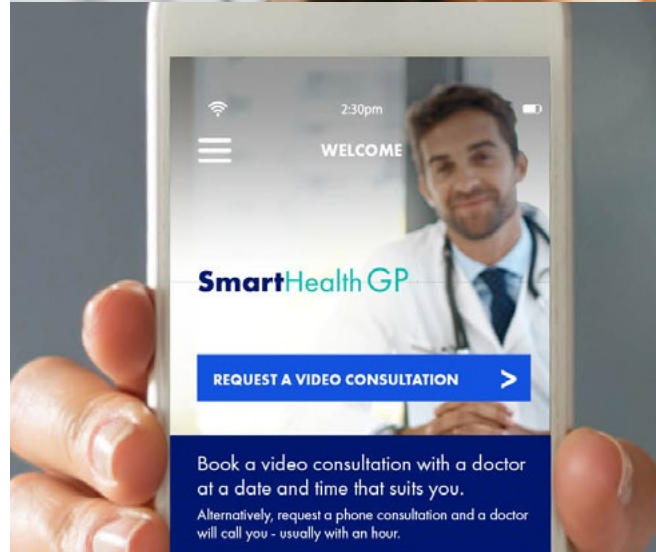 2:30pm
WELCOME
SmartHealth GP
REQUEST A VIDEO CONSULTATION >
Book a video consultation with a doctor
at a date and time that suits you.
Alternatively, request a phone consultation and a doctor
will call you - usually with an hour.